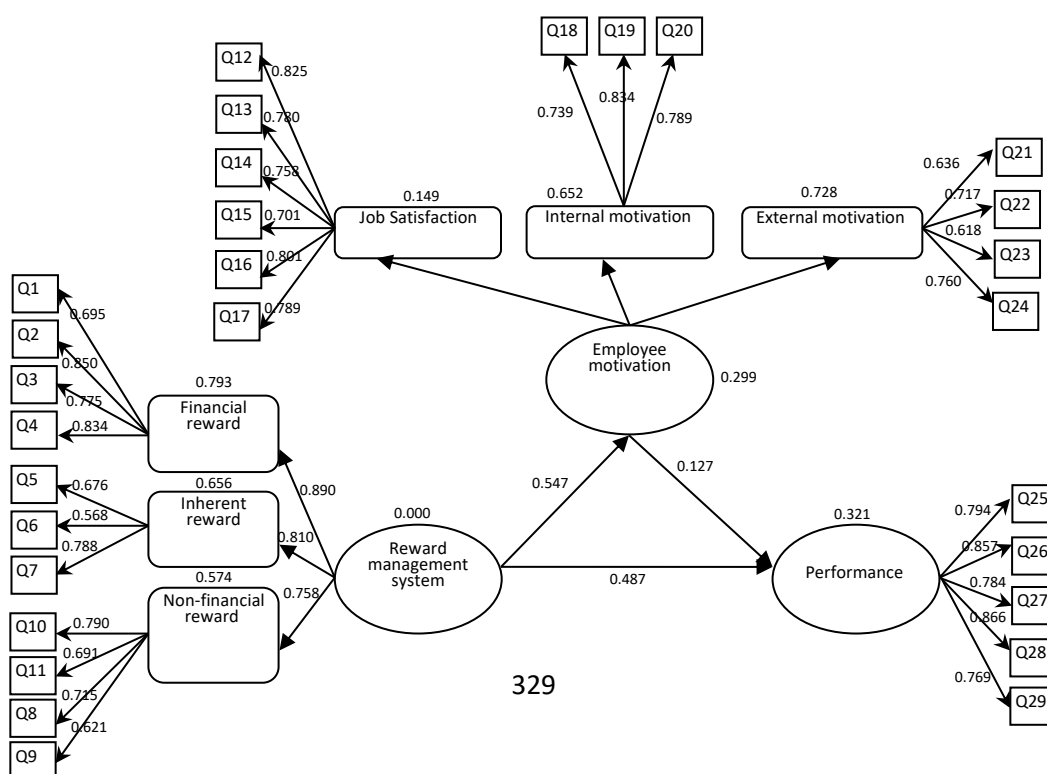 Q18
Q19
Q20
0.739
0.834
0.789
Q12
Q13
Q14
Q15
Q16
Q17
0.825
0.780
0.758
0.701
0.801
0.789
0.149
Job Satisfaction
0.652
Internal motivation
0.728
External motivation
0.636
0.717
0.618
0.760
Q21
Q22
Q23
Q24
Employee
motivation
0.299
Q1
Q2
Q3
Q4
0.695
0.850
0.775
0.834
0.793
Financial
reward
Q5
Q6
Q7
0.676
0.568
0.788
0.656
Inherent
reward
Q10
Q11
Q8
Q9
0.790
0.691
0.715
0.621
0.574
Non-financial
reward
0.890
0.810
0.758
0.000
Reward
management
system
0.547
0.127
0.487
0.321
Performance
0.794
0.857
0.784
0.866
0.769
Q25
Q26
Q27
Q28
Q29
329